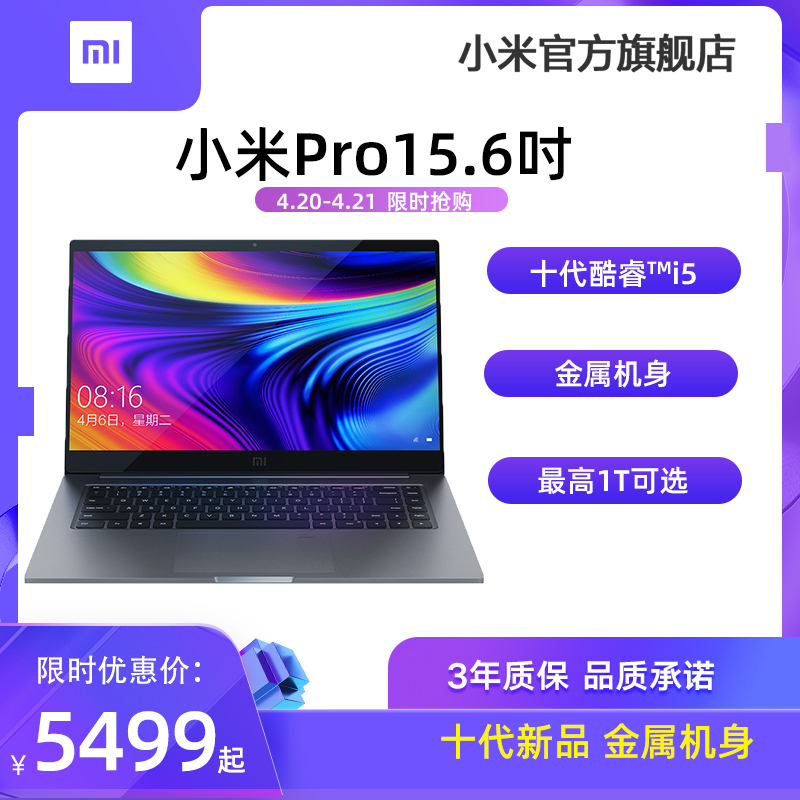 小米官方旗舰店
小米Pro15.6吋
4.20-4.21 限时抢购
十代酷睿™i5
金属机身
最高1T可选
08:16
4月6日，星期二
限时优惠价：
¥5499起
3年质保 品质承诺
十代新品 金属机身